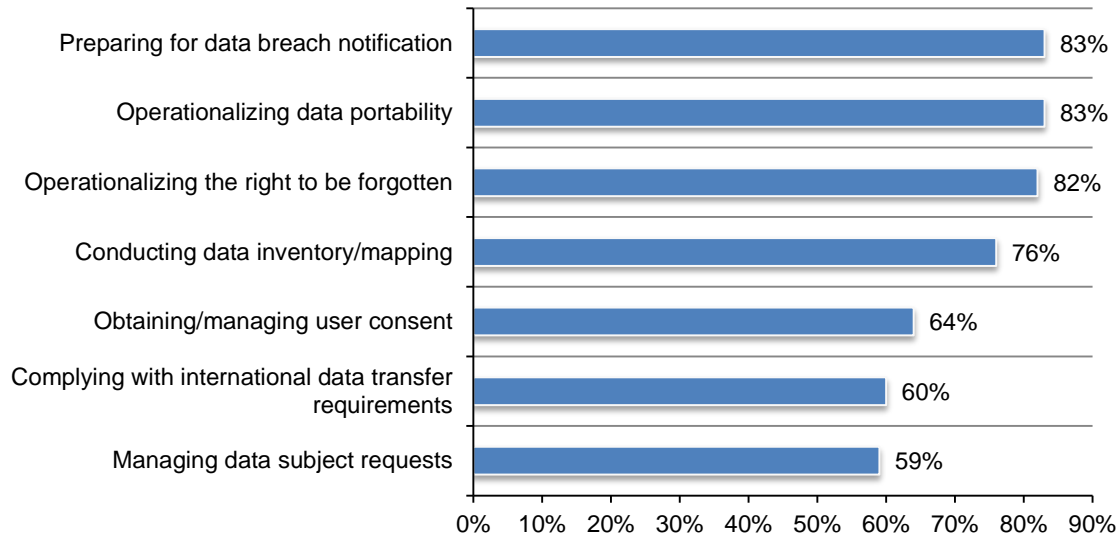 Preparing for data breach notification 83%
Operationalizing data portability 83%
Operationalizing the right to be forgotten 82%
Conducting data inventory/mapping 76%
Obtaining/managing user consent 64%
Complying with international data transfer
requirements 60%
Managing data subject requests 59%
0% 10% 20% 30% 40% 50% 60% 70% 80% 90%